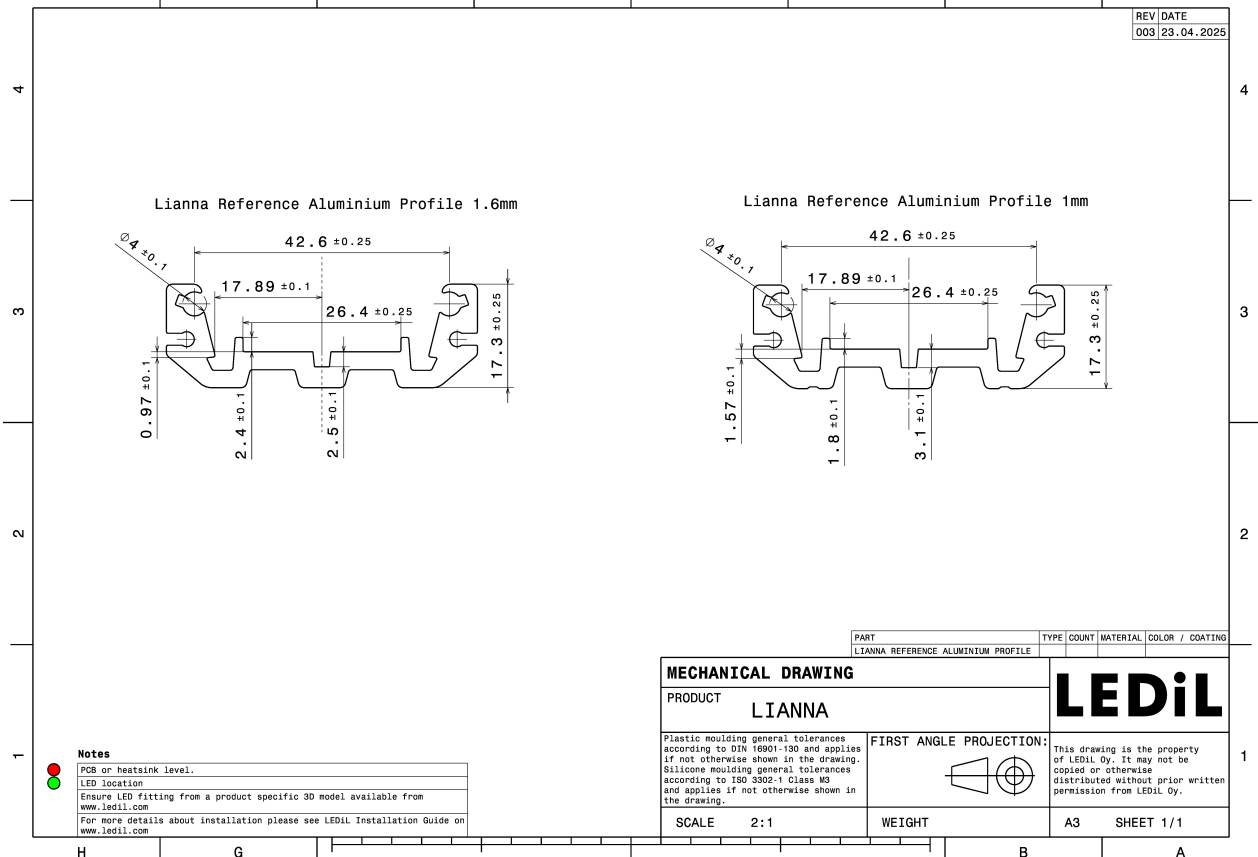 REV DATE
003 23.04.2025
4
4
Lianna Reference Aluminium Profile 1.6mm
Lianna Reference Aluminium Profile 1mm
∅4 ±0.1
42.6 ±0.25
17.89 ±0.1
26.4 ±0.25
17.3 ±0.25
0.97 ±0.1
2.4 ±0.1
2.5 ±0.1
∅4 ±0.1
42.6 ±0.25
17.89 ±0.1
26.4 ±0.25
17.3 ±0.25
1.57 ±0.1
1.8 ±0.1
3.1 ±0.1
3
3
2
2
PART TYPE COUNT MATERIAL COLOR / COATING
LIANNA REFERENCE ALUMINIUM PROFILE
MECHANICAL DRAWING
PRODUCT
LIANNA
LEDiL
Plastic moulding general tolerances
according to DIN 16901-130 and applies
if not otherwise shown in the drawing.
Silicone moulding general tolerances
according to ISO 3302-1 Class M3
and applies if not otherwise shown in
the drawing.
FIRST ANGLE PROJECTION:
This drawing is the property
of LEDiL Oy. It may not be
copied or otherwise
distributed without prior written
permission from LEDiL Oy.
SCALE 2:1
WEIGHT
A3 SHEET 1/1
1
1
Notes
PCB or heatsink level.
LED location
Ensure LED fitting from a product specific 3D model available from
www.ledil.com
For more details about installation please see LEDiL Installation Guide on
www.ledil.com
H G B A